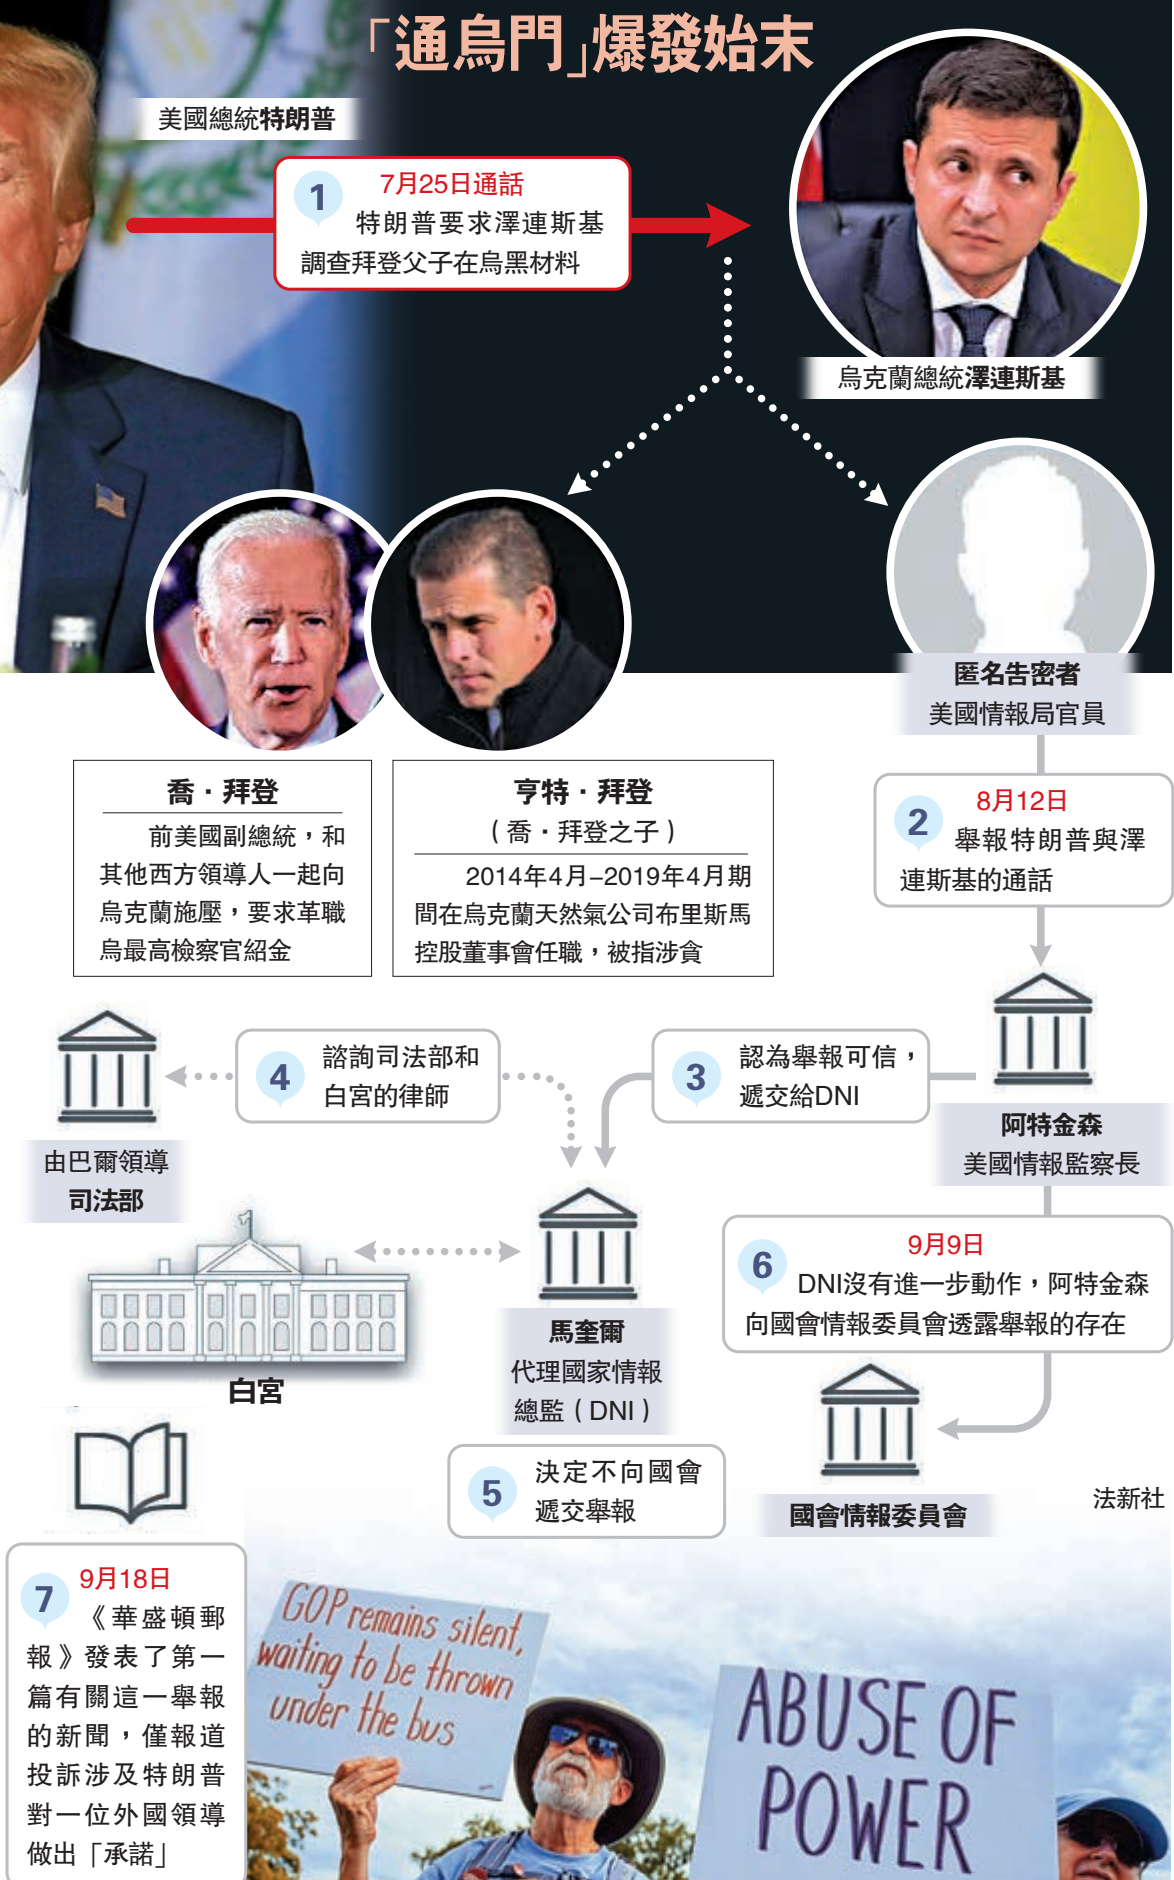 「通烏門」爆發始末
美國總統特朗普
1
7月25日通話
特朗普要求澤連斯基
調查拜登父子在烏黑材料
烏克蘭總統澤連斯基
匿名告密者
美國情報局官員
喬·拜登
前美國副總統，和
其他西方領導人一起向
烏克蘭施壓，要求革職
烏最高檢察官紹金
亨特·拜登
（喬·拜登之子）
2014年4月–2019年4月期
間在烏克蘭天然氣公司布里斯馬
控股董事會任職，被指涉貪
2
8月12日
舉報特朗普與澤
連斯基的通話
阿特金森
美國情報監察長
3
認為舉報可信，
遞交給DNI
4
諮詢司法部和
白宮的律師
由巴爾領導
司法部
白宮
馬奎爾
代理國家情報
總監（DNI）
5
決定不向國會
遞交舉報
6
9月9日
DNI沒有進一步動作，阿特金森
向國會情報委員會透露舉報的存在
國會情報委員會
法新社
7
9月18日
《華盛頓郵
報》發表了第一
篇有關這一舉報
的新聞，僅報道
投訴涉及特朗普
對一位外國領導
做出「承諾」
GOP remains silent,
waiting to be thrown
under the bus
ABUSE OF
POWER